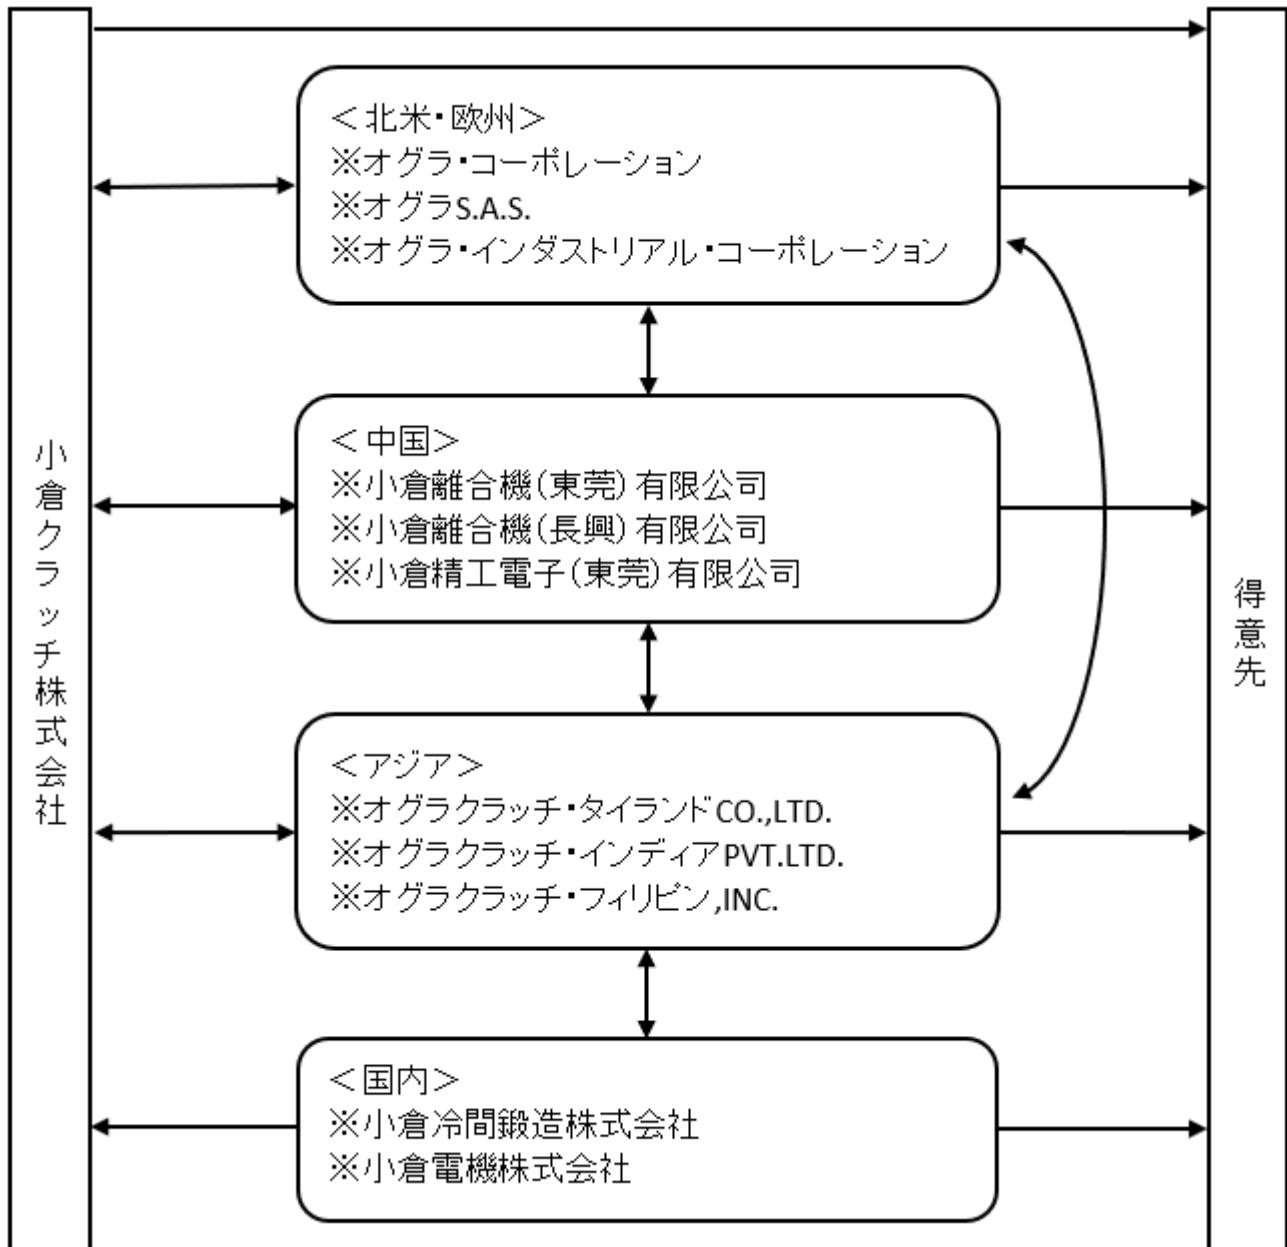 小倉クラッチ株式会社
＜北米・欧州＞
※オグラ・コーポレーション
※オグラS.A.S.
※オグラ・インダストリアル・コーポレーション
＜中国＞
※小倉離合機(東莞)有限公司
※小倉離合機(長興)有限公司
※小倉精工電子(東莞)有限公司
＜アジア＞
※オグラクラッチ・タイランドCO.,LTD.
※オグラクラッチ・インディアPVT.LTD.
※オグラクラッチ・フィリピン,INC.
＜国内＞
※小倉冷間鍛造株式会社
※小倉電機株式会社
得意先